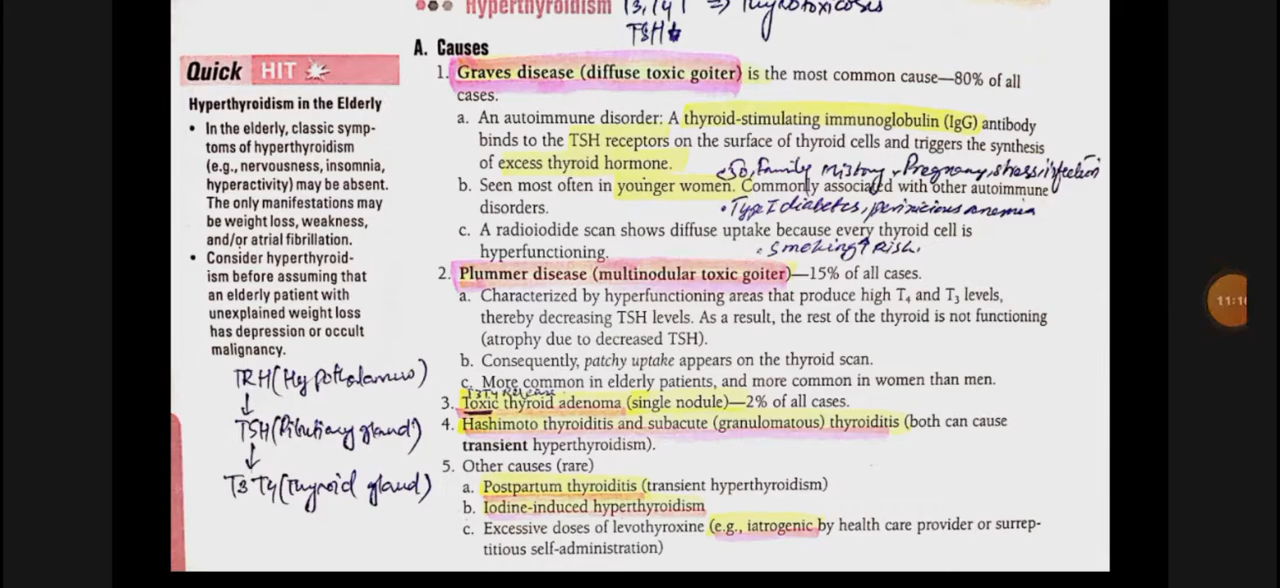 Hyperthyroidism T3, T4↑ ⇒ Thyrotoxicosis
TSH↓
A. Causes
1. Graves disease (diffuse toxic goiter) is the most common cause—80% of all
cases.
a. An autoimmune disorder: A thyroid-stimulating immunoglobulin (IgG) antibody
binds to the TSH receptors on the surface of thyroid cells and triggers the synthesis
of excess thyroid hormone.
Family History, Pregnancy, stress, infection
b. Seen most often in younger women. Commonly associated with other autoimmune
disorders.
• Type I diabetes, pernicious anemia
c. A radioiodide scan shows diffuse uptake because every thyroid cell is
hyperfunctioning.
• Smoking ↑ Risk.
2. Plummer disease (multinodular toxic goiter)—15% of all cases.
a. Characterized by hyperfunctioning areas that produce high T4 and T3 levels,
thereby decreasing TSH levels. As a result, the rest of the thyroid is not functioning
(atrophy due to decreased TSH).
b. Consequently, patchy uptake appears on the thyroid scan.
c. More common in elderly patients, and more common in women than men.
T3T4 Release
3. Toxic thyroid adenoma (single nodule)—2% of all cases.
4. Hashimoto thyroiditis and subacute (granulomatous) thyroiditis (both can cause
transient hyperthyroidism).
5. Other causes (rare)
a. Postpartum thyroiditis (transient hyperthyroidism)
b. Iodine-induced hyperthyroidism
c. Excessive doses of levothyroxine (e.g., iatrogenic by health care provider or surrep-
titious self-administration)
Quick HIT
Hyperthyroidism in the Elderly
• In the elderly, classic symp-
toms of hyperthyroidism
(e.g., nervousness, insomnia,
hyperactivity) may be absent.
The only manifestations may
be weight loss, weakness,
and/or atrial fibrillation.
• Consider hyperthyroid-
ism before assuming that
an elderly patient with
unexplained weight loss
has depression or occult
malignancy.
TRH (Hypothalamus)
↓
TSH (Pituitary gland)
↓
T3 T4 (Thyroid gland)